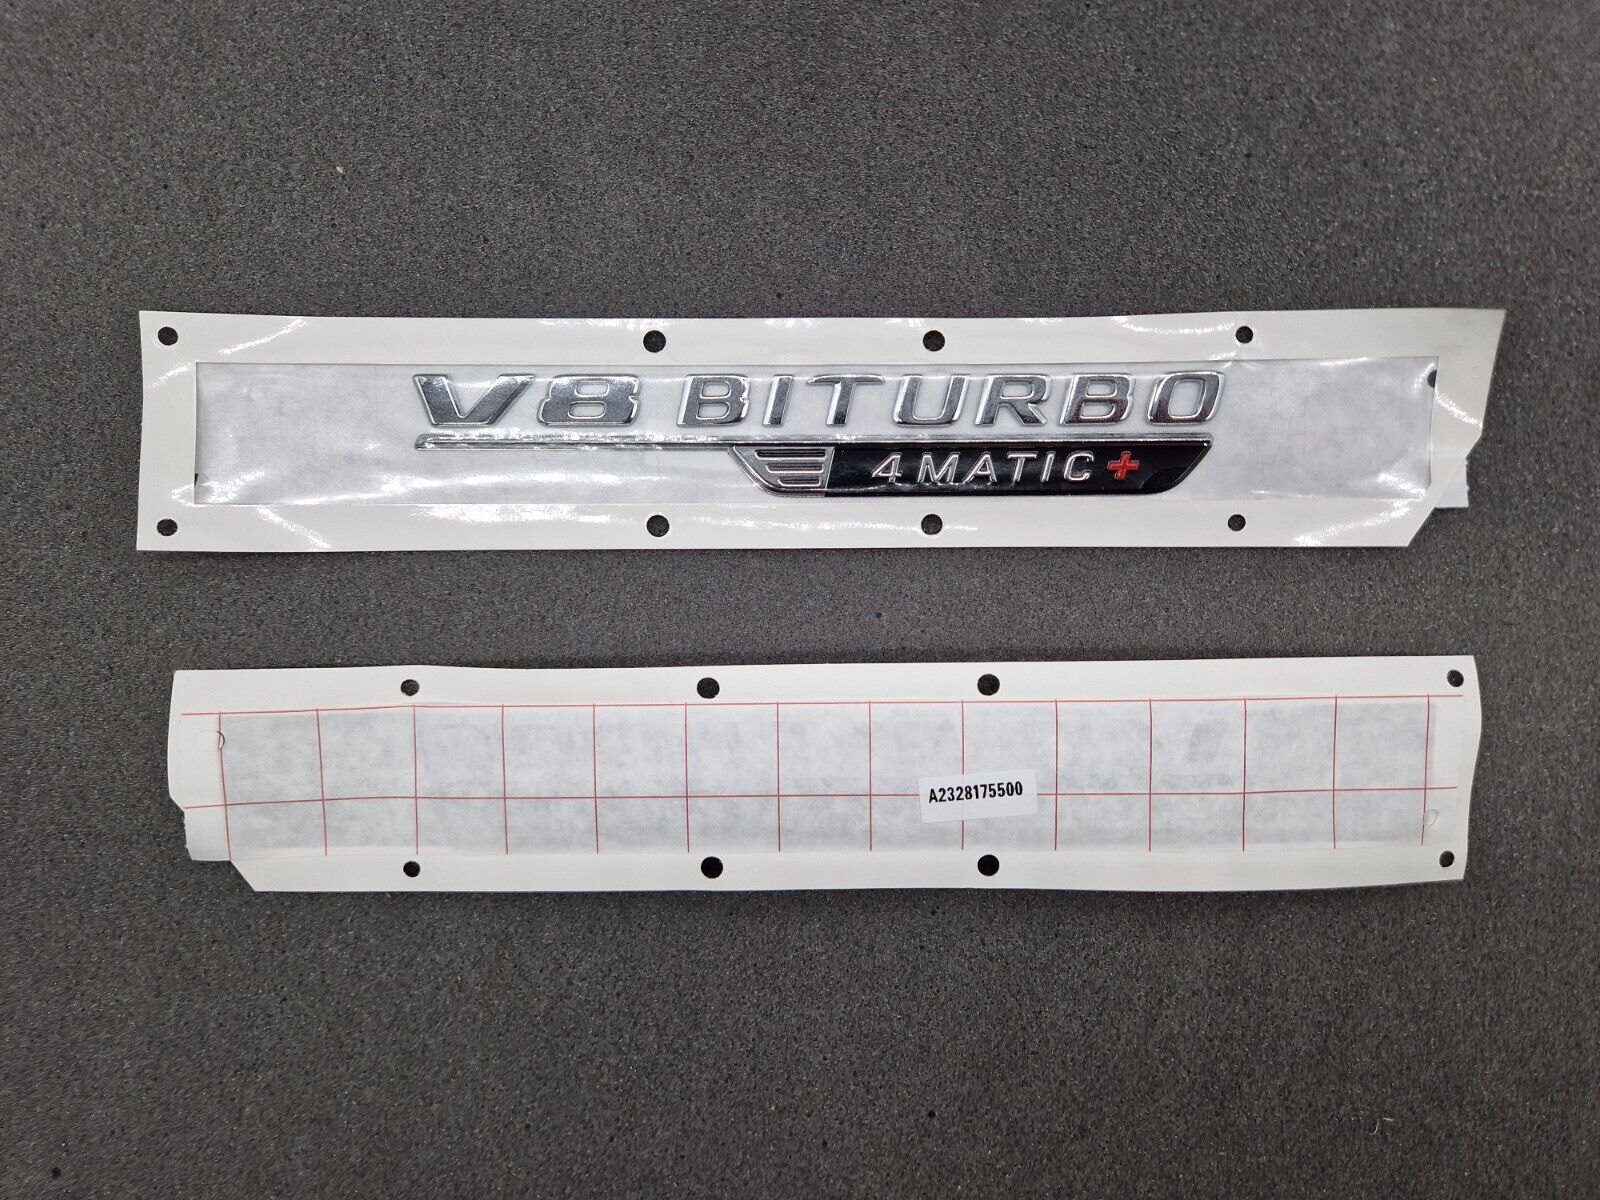 V8 BITURBO
4MATIC+
A2328175500